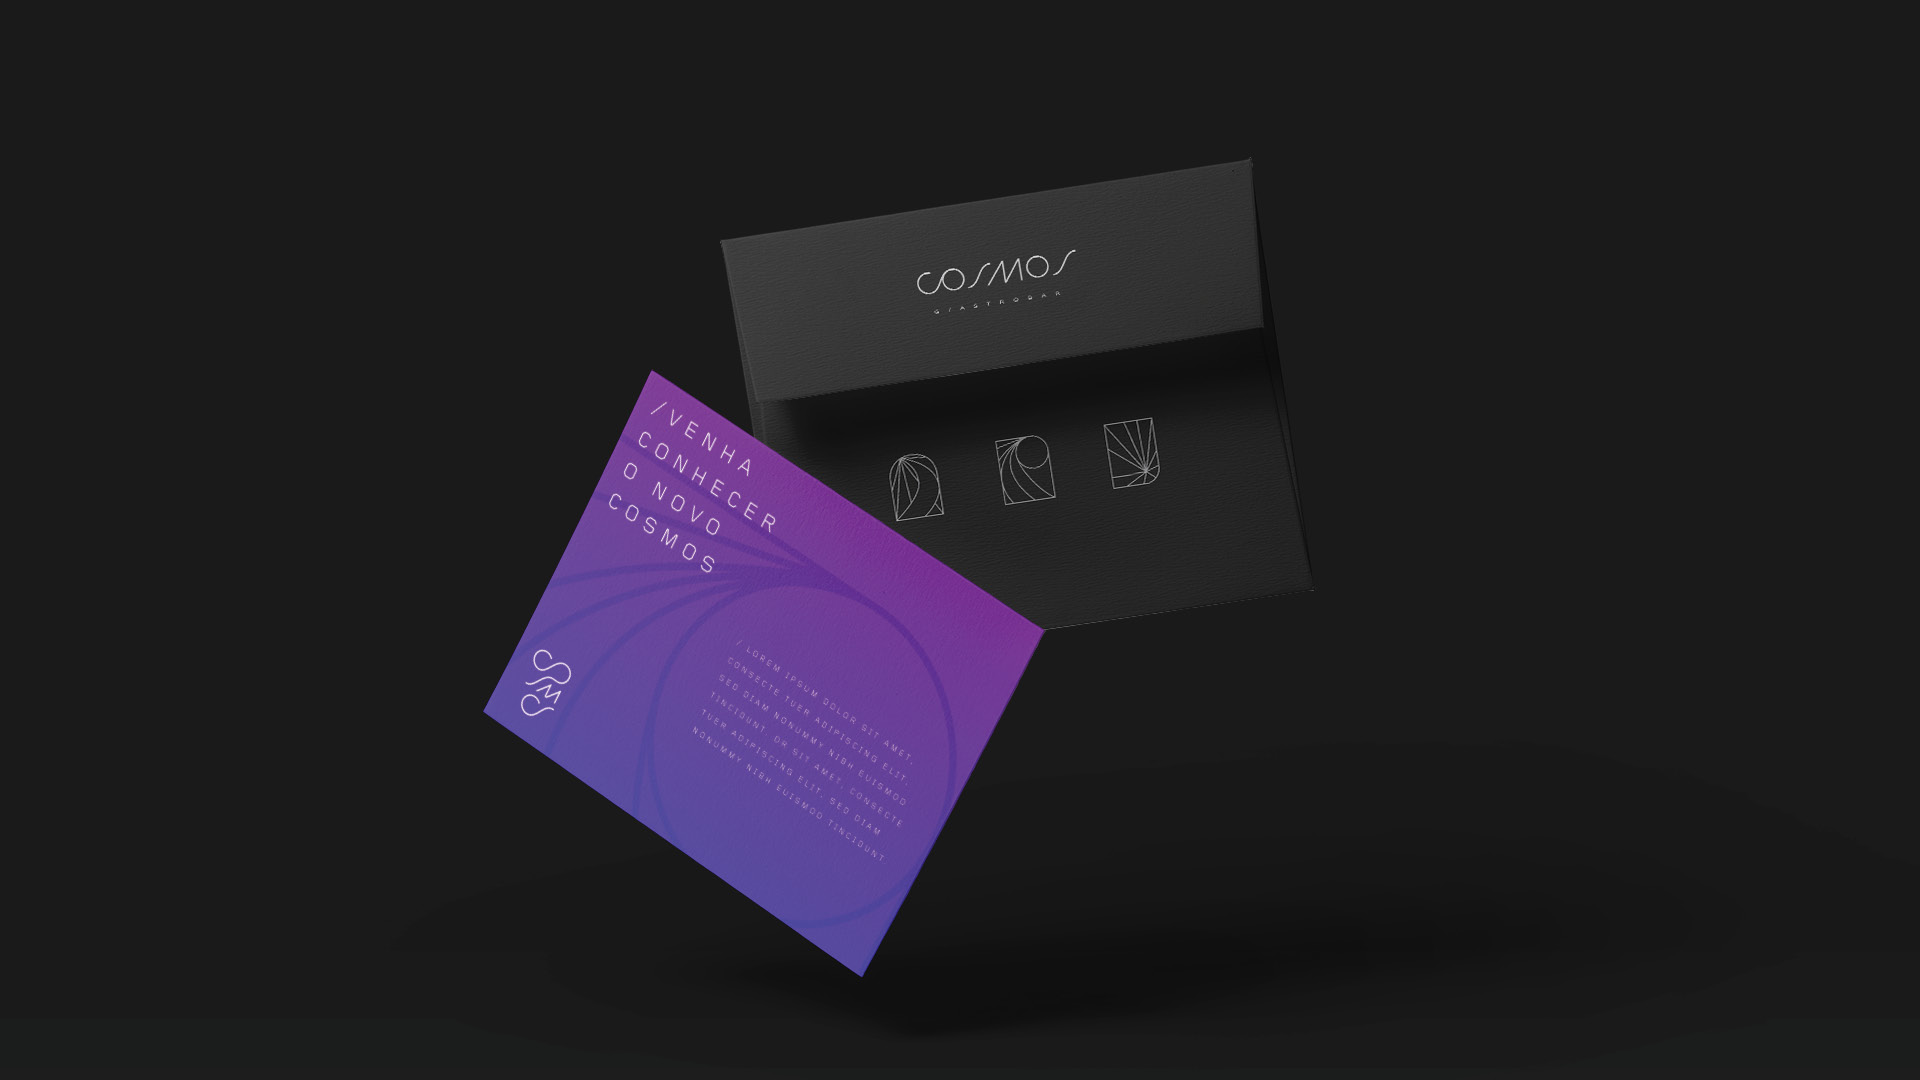 COSMOS
G/ASTROBAR
/VENHA
CONHECER
O NOVO
COSMOS
/ LOREM IPSUM DOLOR SIT AMET,
CONSECTE TUER ADIPISCING ELIT,
SED DIAM NONUMMY NIBH EUISMOD
TINCIDUNT. OR SIT AMET, CONSECTE
TUER ADIPISCING ELIT, SED DIAM
NONUMMY NIBH EUISMOD TINCIDUNT
COSMOS